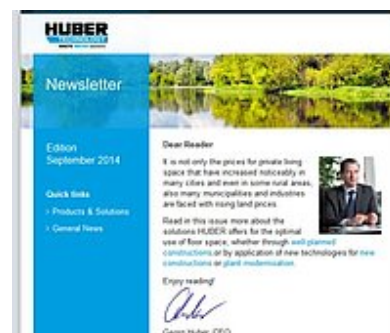 HUBER
TECHNOLOGY
WASTE WATER Solutions
Newsletter
Edition
September 2014
Quick links
› Products & Solutions
› General News
Dear Reader
It is not only the prices for private living
space that have increased noticeably in
many cities and even in some rural areas,
also many municipalities and industries
are faced with rising land prices.
Read in this issue more about the
solutions HUBER offers for the optimal
use of floor space, whether through well planned
constructions or by application of new technologies for new
constructions or plant modernisation.
Enjoy reading!
Georg Huber, CEO